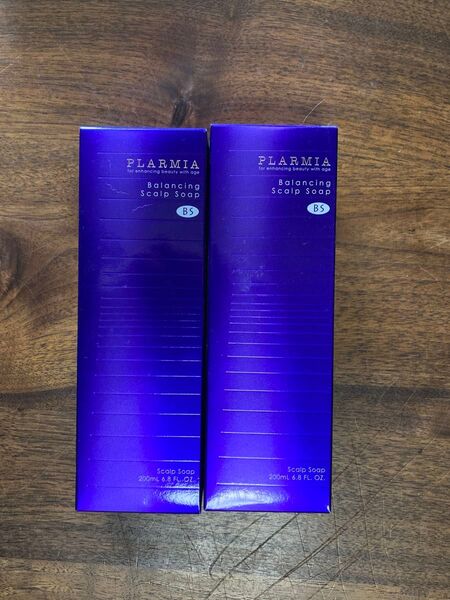 PLARMIA
for enhancing beauty with age
Balancing
Scalp Soap
BS
Scalp Soap
200mL 6.8 FL. OZ.
PLARMIA
for enhancing beauty with age
Balancing
Scalp Soap
BS
Scalp Soap
200mL 6.8 FL. OZ.